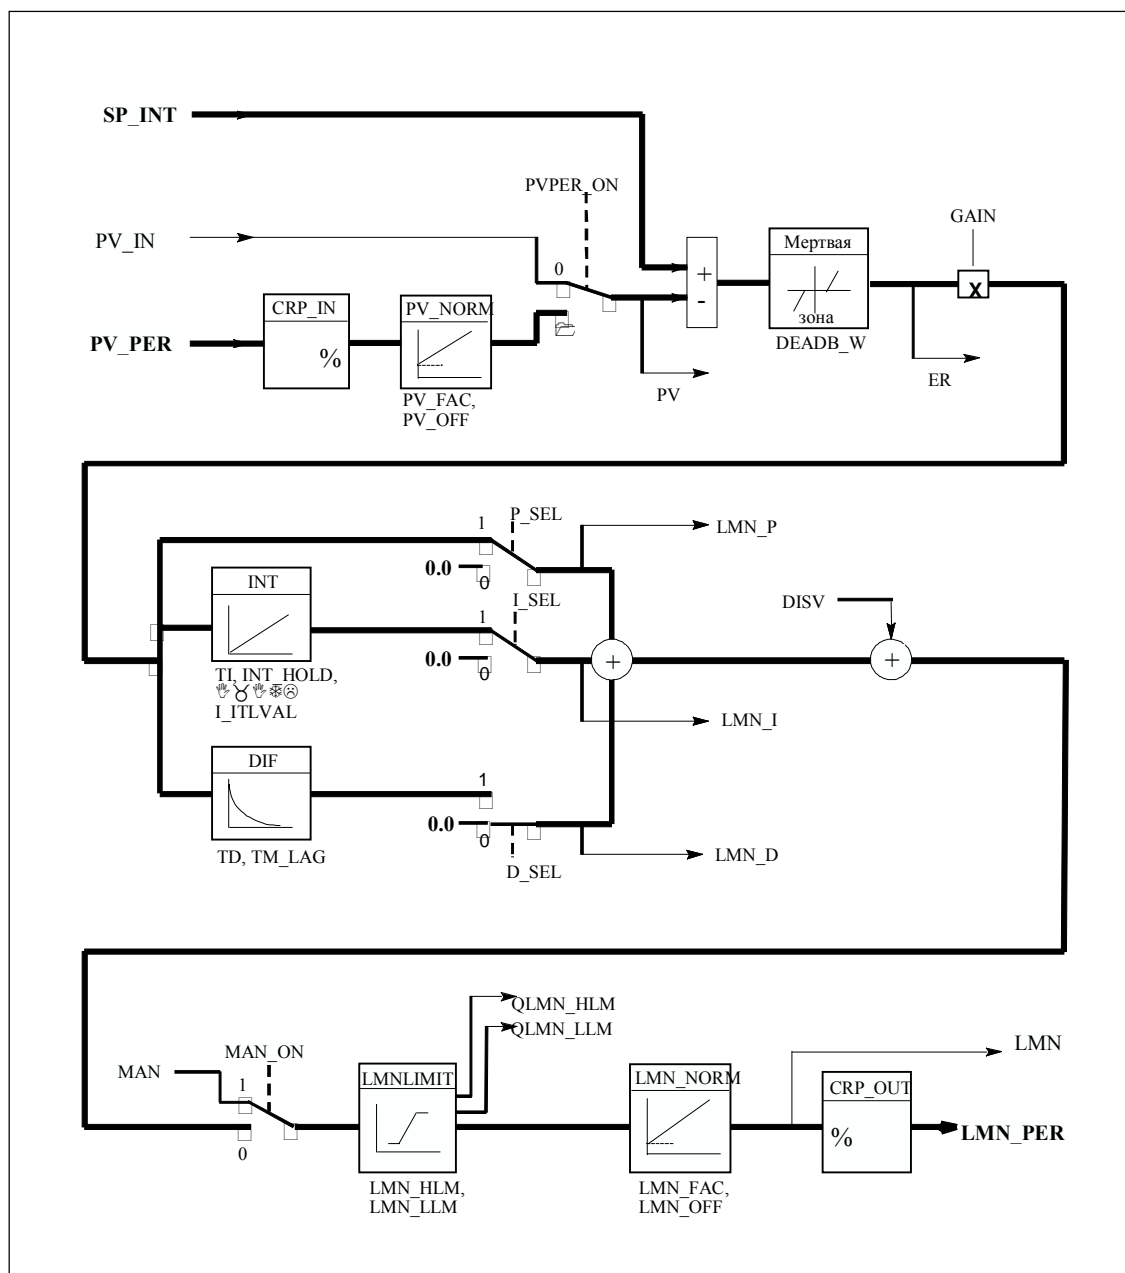 SP_INT
PVPER_ON
GAIN
PV_IN
0
Мертвая
+
-
X
зона
DEADB_W
CRP_IN
PV_NORM
PV_PER
%
PV
ER
PV_FAC,
PV_OFF
P_SEL
1
LMN_P
0.0
0
INT
I_SEL
DISV
1
0.0
+
+
0
TI, INT_HOLD,
I_ITLVAL
LMN_I
DIF
1
0.0
0
LMN_D
TD, TM_LAG
D_SEL
QLMN_HLM
QLMN_LLM
MAN_ON
LMN
MAN
1
LMNLIMIT
LMN_NORM
CRP_OUT
%
LMN_PER
0
LMN_HLM,
LMN_LLM
LMN_FAC,
LMN_OFF